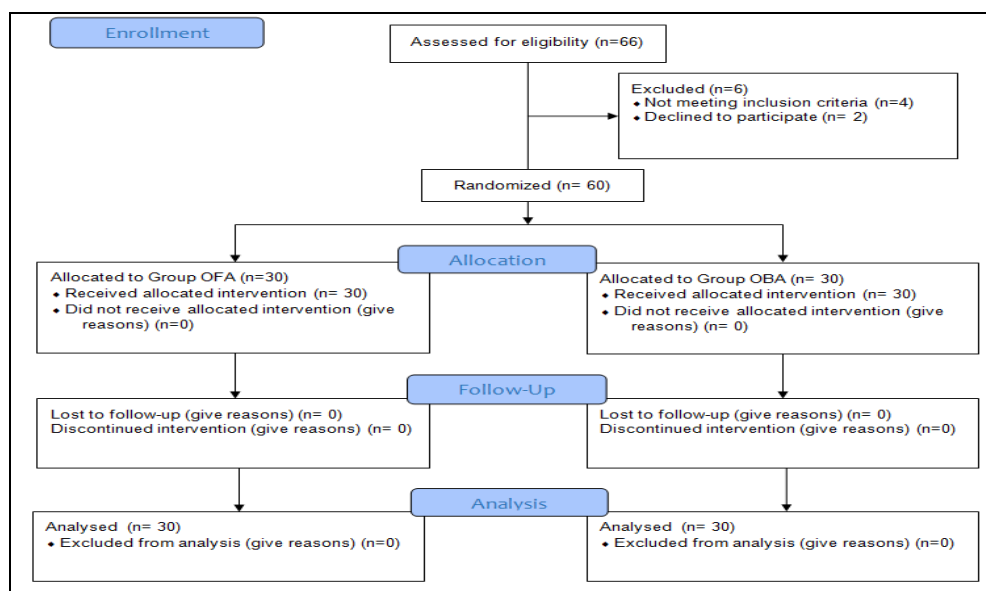 Enrollment
Assessed for eligibility (n=66)
Excluded (n=6)
◆ Not meeting inclusion criteria (n=4)
◆ Declined to participate (n= 2)
Randomized (n= 60)
Allocation
Allocated to Group OFA (n=30)
◆ Received allocated intervention (n= 30)
◆ Did not receive allocated intervention (give
reasons) (n=0)
Allocated to Group OBA (n= 30)
◆ Received allocated intervention (n= 30)
◆ Did not receive allocated intervention (give
reasons) (n= 0)
Follow-Up
Lost to follow-up (give reasons) (n= 0)
Discontinued intervention (give reasons) (n= 0)
Lost to follow-up (give reasons) (n= 0)
Discontinued intervention (give reasons) (n=0)
Analysis
Analysed (n= 30)
◆ Excluded from analysis (give reasons) (n=0)
Analysed (n= 30)
◆ Excluded from analysis (give reasons) (n=0)